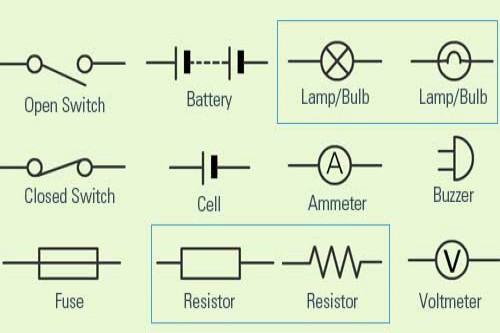 Open Switch
Battery
Lamp/Bulb
Lamp/Bulb
Closed Switch
Cell
A
Ammeter
Buzzer
Fuse
Resistor
Resistor
V
Voltmeter